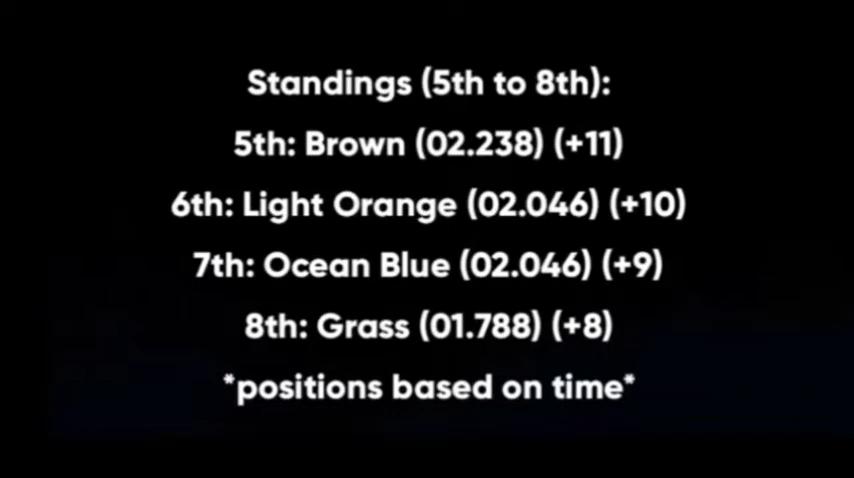 Standings (5th to 8th):
5th: Brown (02.238) (+11)
6th: Light Orange (02.046) (+10)
7th: Ocean Blue (02.046) (+9)
8th: Grass (01.788) (+8)
*positions based on time*